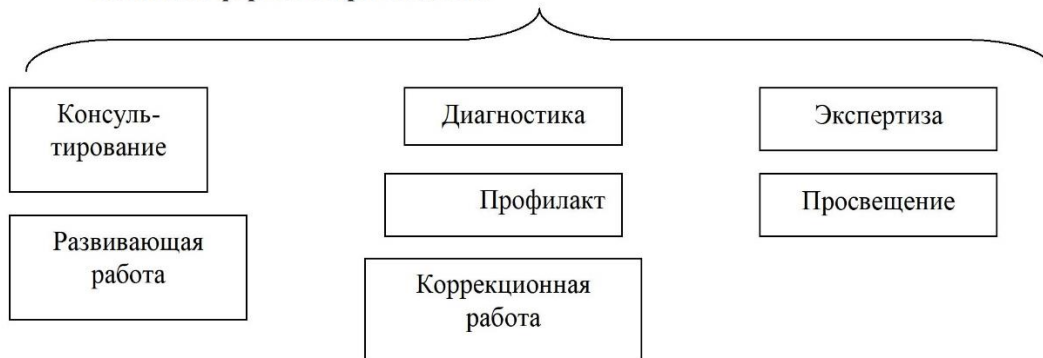 Консуль-
тирование
Диагностика
Экспертиза
Профилакт
Просвещение
Развивающая
работа
Коррекционная
работа